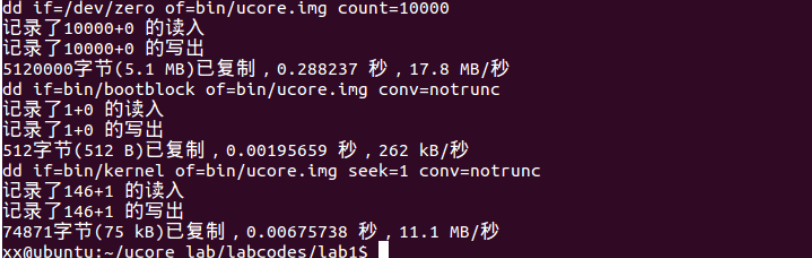 dd if=/dev/zero of=bin/ucore.img count=10000
记录了10000+0 的读入
记录了10000+0 的写出
5120000字节(5.1 MB)已复制，0.288237 秒，17.8 MB/秒
dd if=bin/bootblock of=bin/ucore.img conv=notrunc
记录了1+0 的读入
记录了1+0 的写出
512字节(512 B)已复制，0.00195659 秒，262 kB/秒
dd if=bin/kernel of=bin/ucore.img seek=1 conv=notrunc
记录了146+1 的读入
记录了146+1 的写出
74871字节(75 kB)已复制，0.00675738 秒，11.1 MB/秒
xx@ubuntu:~/ucore_lab/labcodes/lab1$